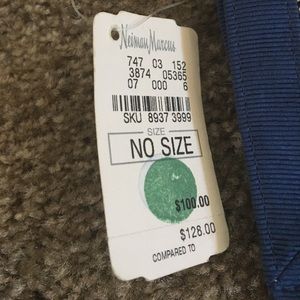 Neiman Marcus
747 03 152
3874 05365
07 000 6
SKU 8937 3999
SIZE
NO SIZE
$100.00
$128.00
COMPARED TO